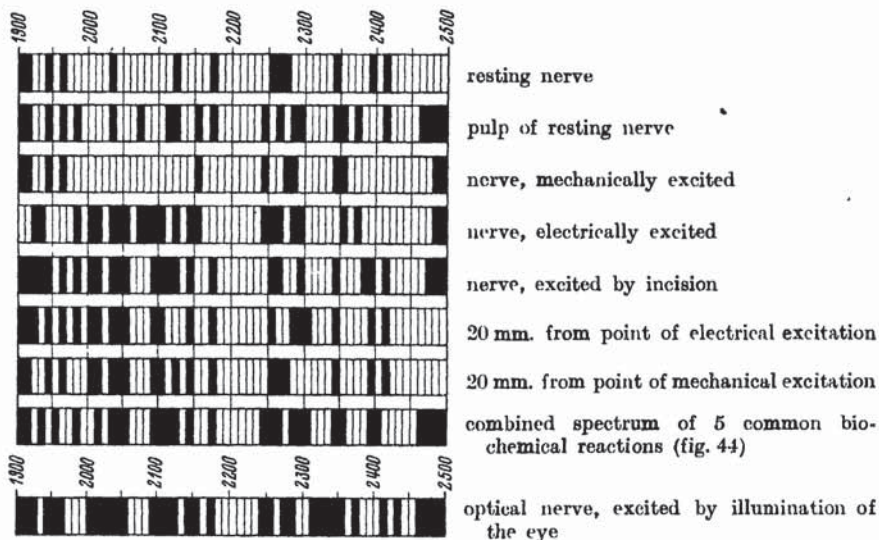 1900 2000 2100 2200 2300 2400 2500
resting nerve
pulp of resting nerve
nerve, mechanically excited
nerve, electrically excited
nerve, excited by incision
20 mm. from point of electrical excitation
20 mm. from point of mechanical excitation
combined spectrum of 5 common bio-
chemical reactions (fig. 44)
1900 2000 2100 2200 2300 2400 2500
optical nerve, excited by illumination of
the eye